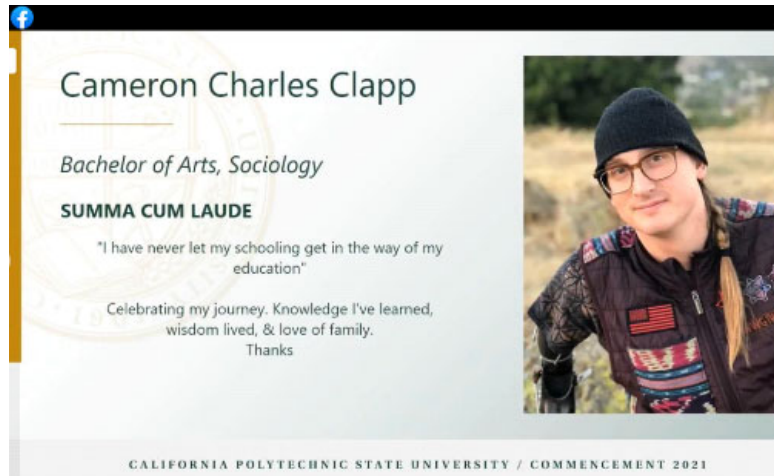 Cameron Charles Clapp
Bachelor of Arts, Sociology
SUMMA CUM LAUDE
"I have never let my schooling get in the way of my
education"
Celebrating my journey. Knowledge I've learned,
wisdom lived, & love of family.
Thanks
CALIFORNIA POLYTECHNIC STATE UNIVERSITY / COMMENCEMENT 2021